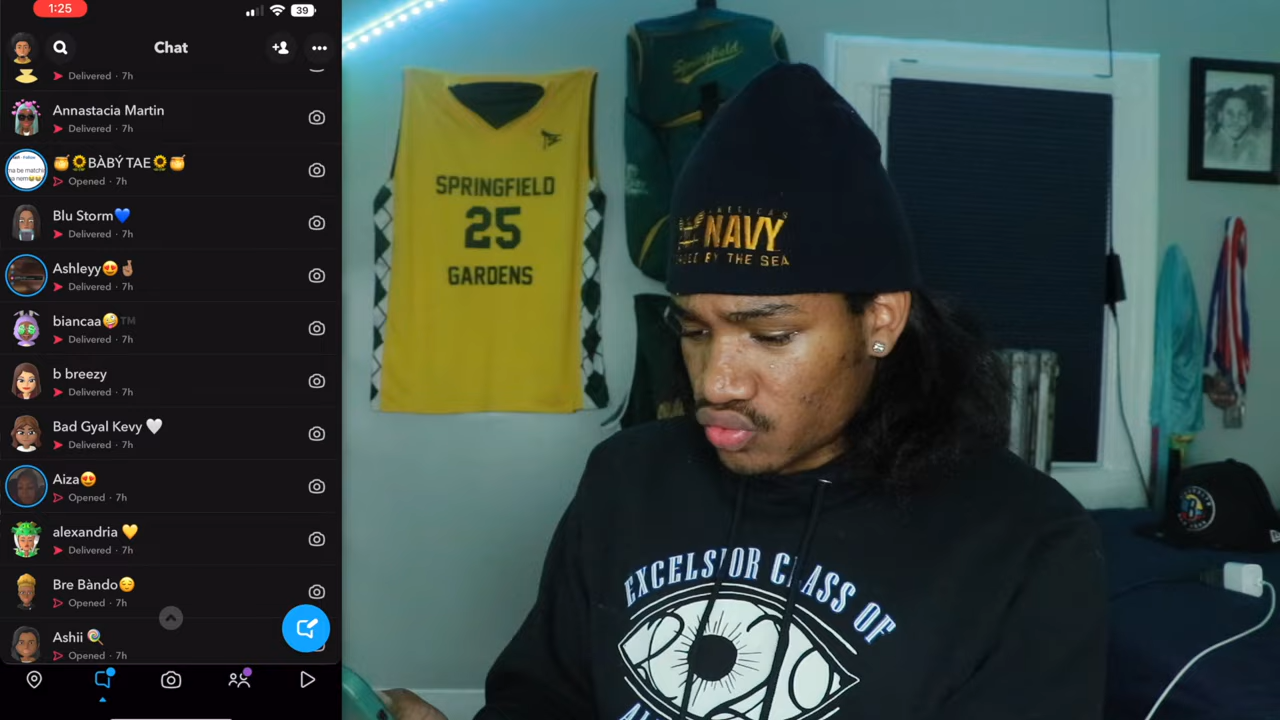 1:25
39
Chat
Delivered · 7h
Annastacia Martin
Delivered · 7h
🍯🌻BÀBÝ TAE🌻🍯
Opened · 7h
Blu Storm💙
Delivered · 7h
Ashleyy😍🤞🏽
Delivered · 7h
biancaa🤪™️
Delivered · 7h
b breezy
Delivered · 7h
Bad Gyal Kevy 🤍
Delivered · 7h
Aiza😍
Opened · 7h
alexandria 💛
Delivered · 7h
Bre Bàndo😌
Opened · 7h
Ashii 🍭
Opened · 7h
SPRINGFIELD
25
GARDENS
Springfield
AMERICA'S
NAVY
BY THE SEA
EXCELSIOR CLASS OF